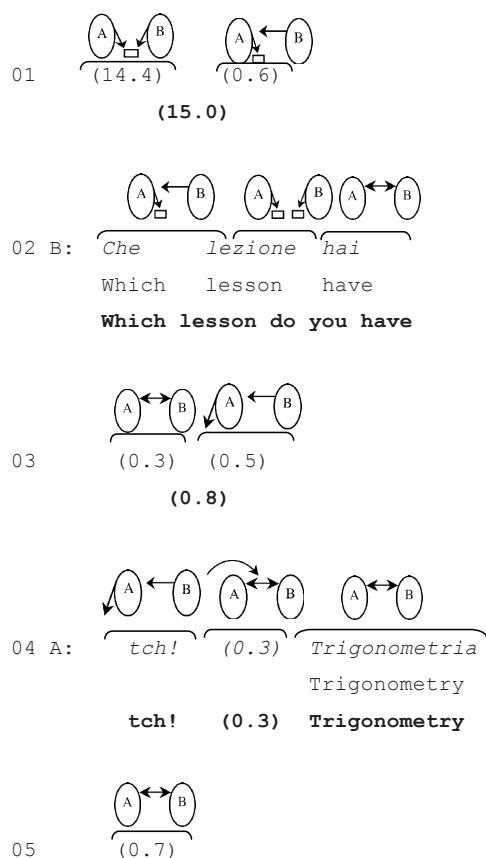 A B A B
01 (14.4) (0.6)
(15.0)
A B A B A B
02 B: Che lezione hai
Which lesson have
Which lesson do you have
A B A B
03 (0.3) (0.5)
(0.8)
A B A B A B
04 A: tch! (0.3) Trigonometria
Trigonometry
tch! (0.3) Trigonometry
A B
05 (0.7)